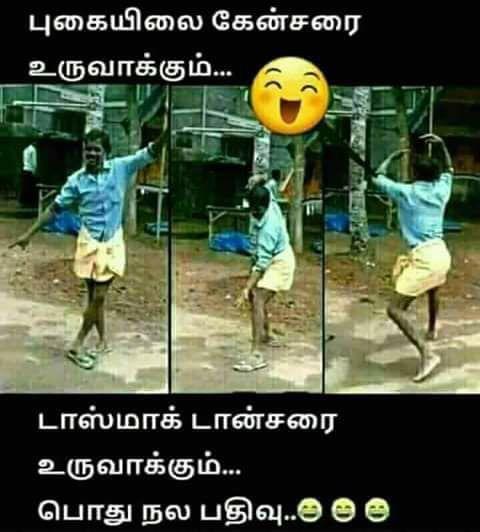 புகையிலை கேன்சரை
உருவாக்கும்...
டாஸ்மாக் டான்சரை
உருவாக்கும்...
பொது நல பதிவு..😂 😂 😂